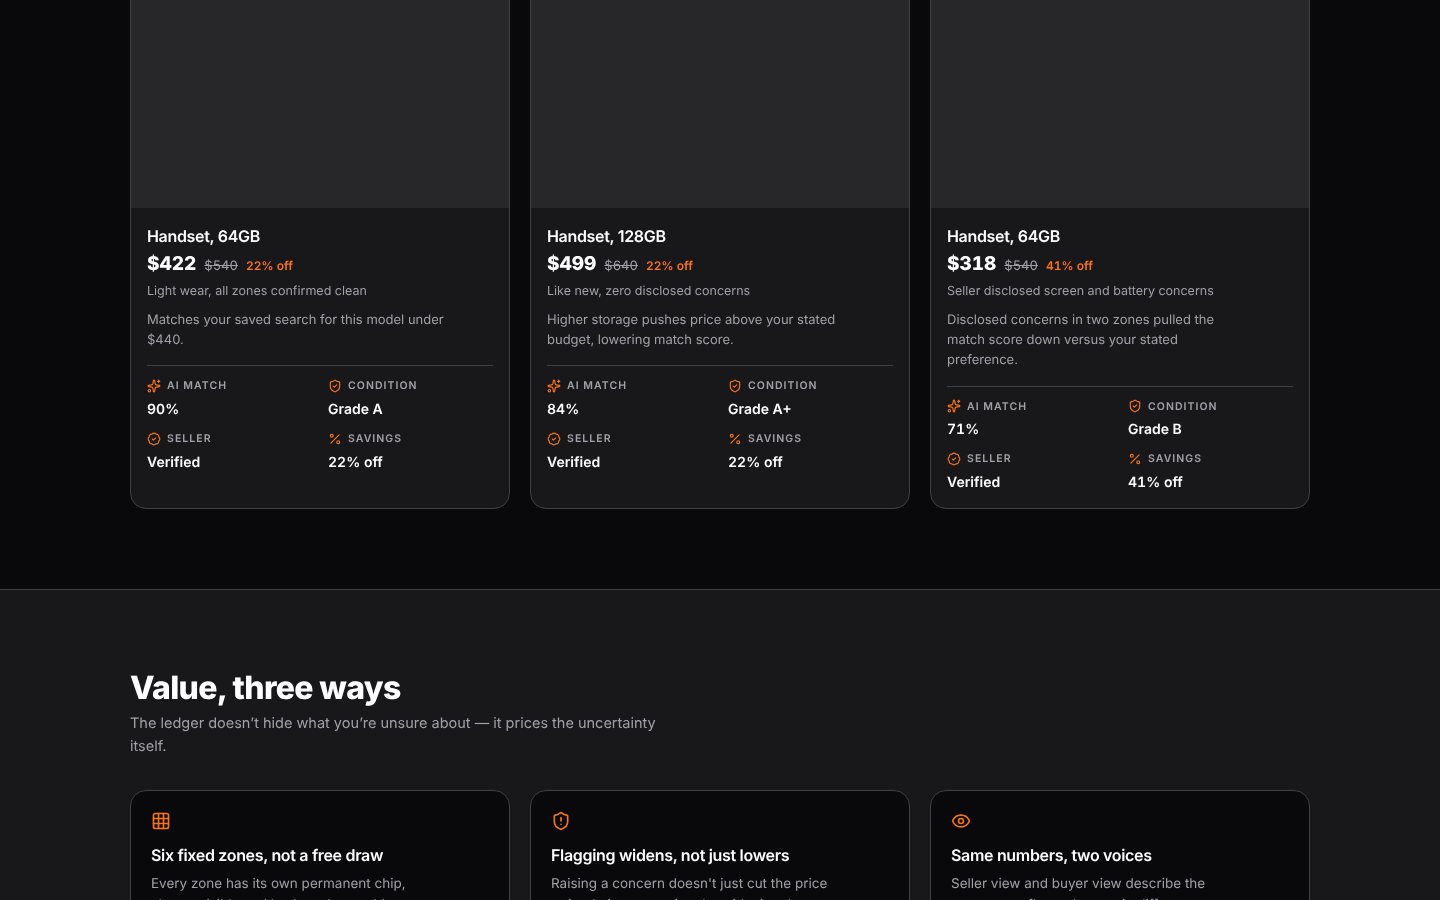 Handset, 64GB
$422 $540 22% off
Light wear, all zones confirmed clean
Matches your saved search for this model under
$440.
AI MATCH
90%
CONDITION
Grade A
SELLER
Verified
SAVINGS
22% off
Handset, 128GB
$499 $640 22% off
Like new, zero disclosed concerns
Higher storage pushes price above your stated
budget, lowering match score.
AI MATCH
84%
CONDITION
Grade A+
SELLER
Verified
SAVINGS
22% off
Handset, 64GB
$318 $540 41% off
Seller disclosed screen and battery concerns
Disclosed concerns in two zones pulled the
match score down versus your stated
preference.
AI MATCH
71%
CONDITION
Grade B
SELLER
Verified
SAVINGS
41% off
Value, three ways
The ledger doesn’t hide what you’re unsure about — it prices the uncertainty
itself.
Six fixed zones, not a free draw
Every zone has its own permanent chip,
Flagging widens, not just lowers
Raising a concern doesn't just cut the price
Same numbers, two voices
Seller view and buyer view describe the